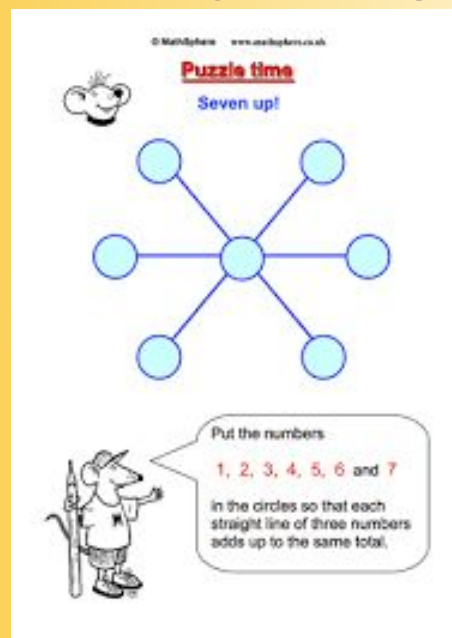 © MathSphere www.mathsphere.co.uk
Puzzle time
Seven up!
Put the numbers
1, 2, 3, 4, 5, 6 and 7
in the circles so that each
straight line of three numbers
adds up to the same total.